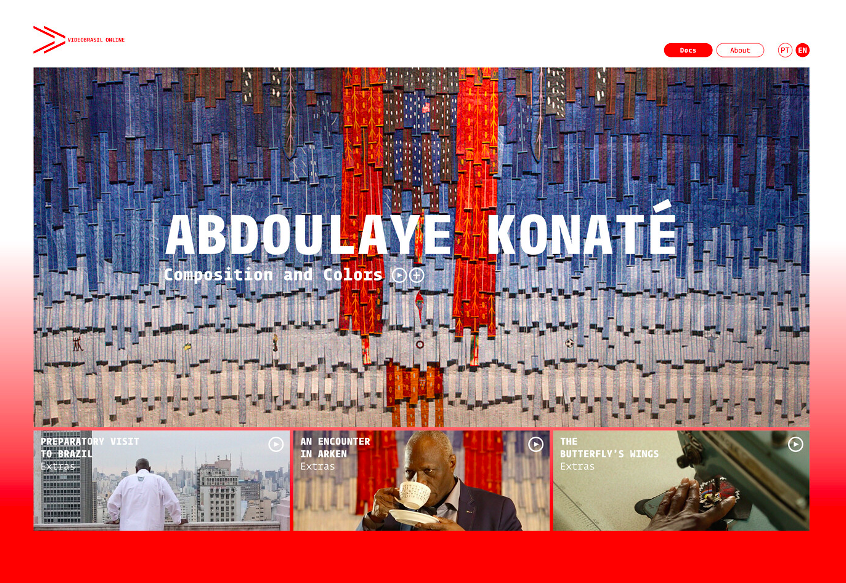 VIDEOBRASIL ONLINE
Docs
About
PT
EN
ABDOULAYE KONATÉ
Composition and Colors
PREPARATORY VISIT
TO BRAZIL
Extras
AN ENCOUNTER
IN ARKEN
Extras
THE
BUTTERFLY'S WINGS
Extras